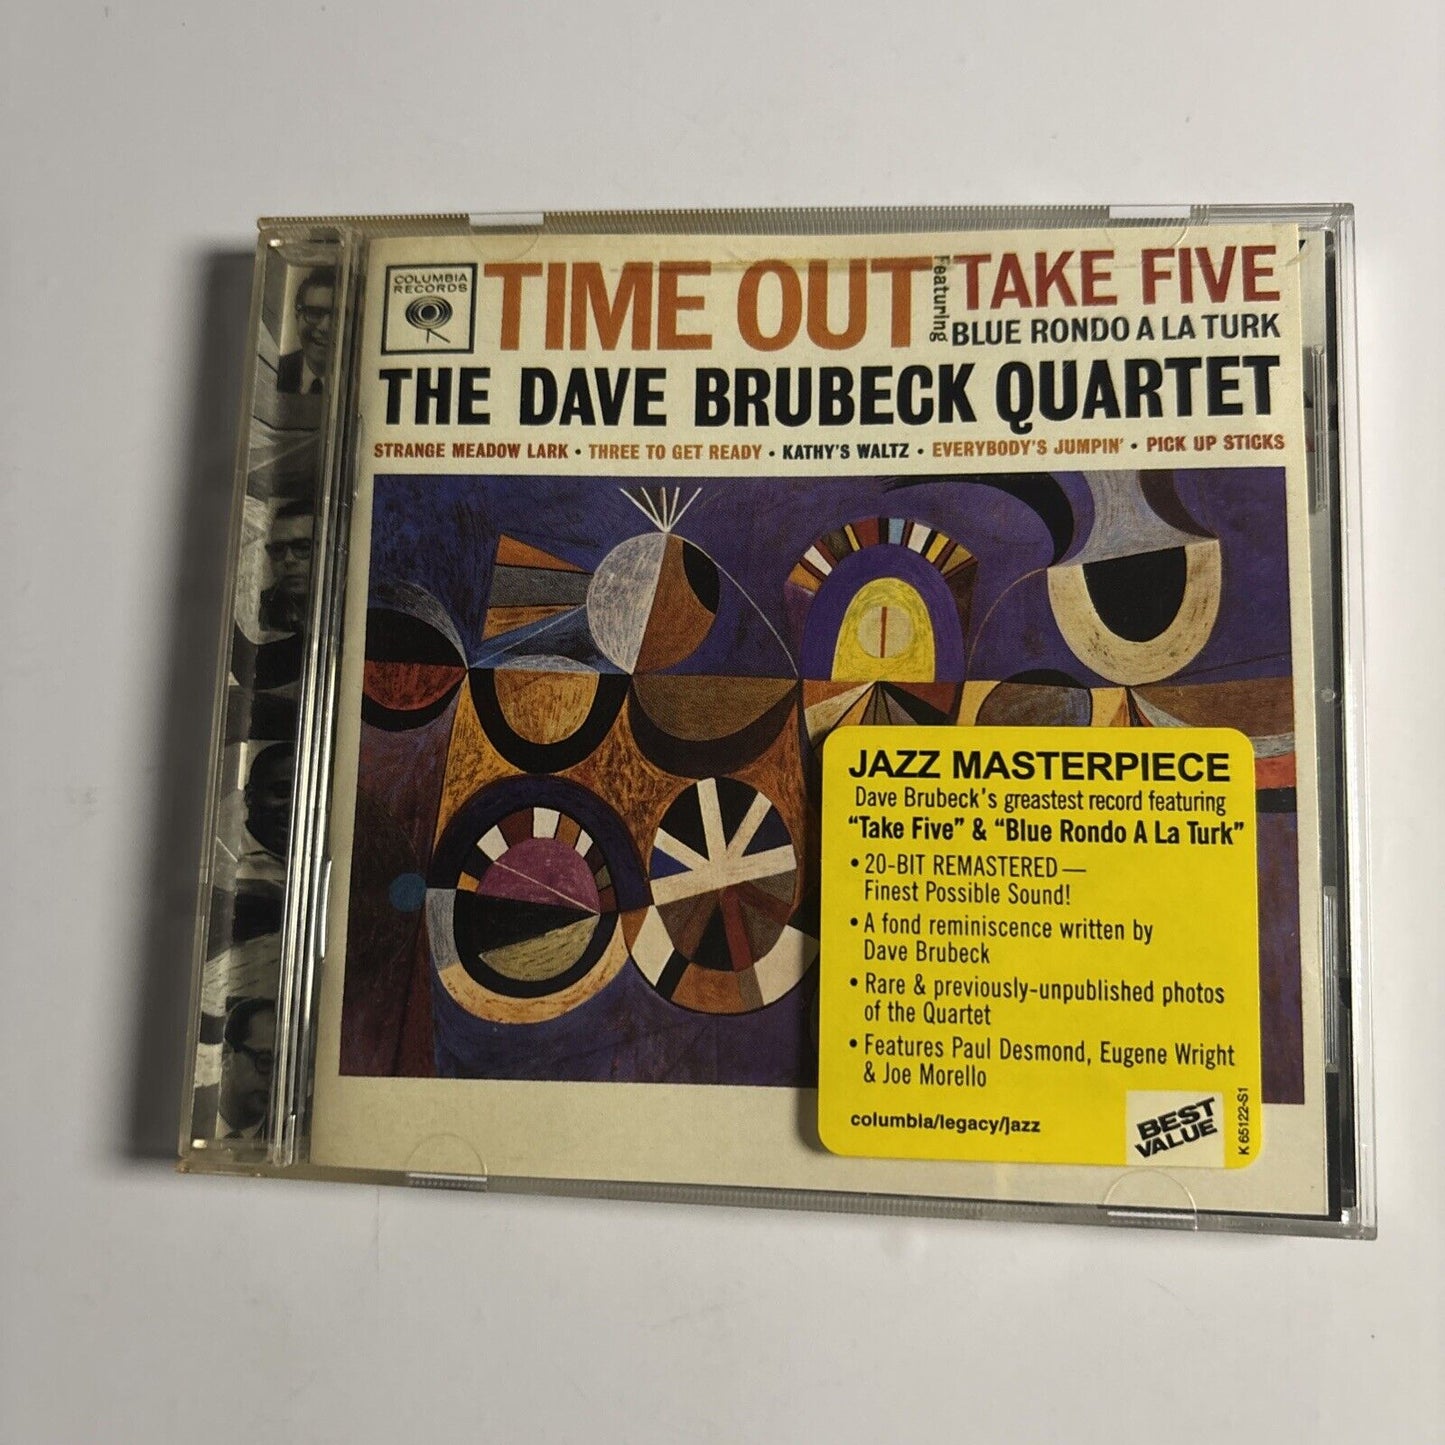 COLUMBIA
RECORDS
TIME OUT
Featuring
TAKE FIVE
BLUE RONDO A LA TURK
THE DAVE BRUBECK QUARTET
STRANGE MEADOW LARK • THREE TO GET READY • KATHY'S WALTZ • EVERYBODY'S JUMPIN' • PICK UP STICKS
JAZZ MASTERPIECE
Dave Brubeck's greastest record featuring
“Take Five” & “Blue Rondo A La Turk”
• 20-BIT REMASTERED—
Finest Possible Sound!
• A fond reminiscence written by
Dave Brubeck
• Rare & previously-unpublished photos
of the Quartet
• Features Paul Desmond, Eugene Wright
& Joe Morello
columbia/legacy/jazz
BEST
VALUE
K 65122-S1